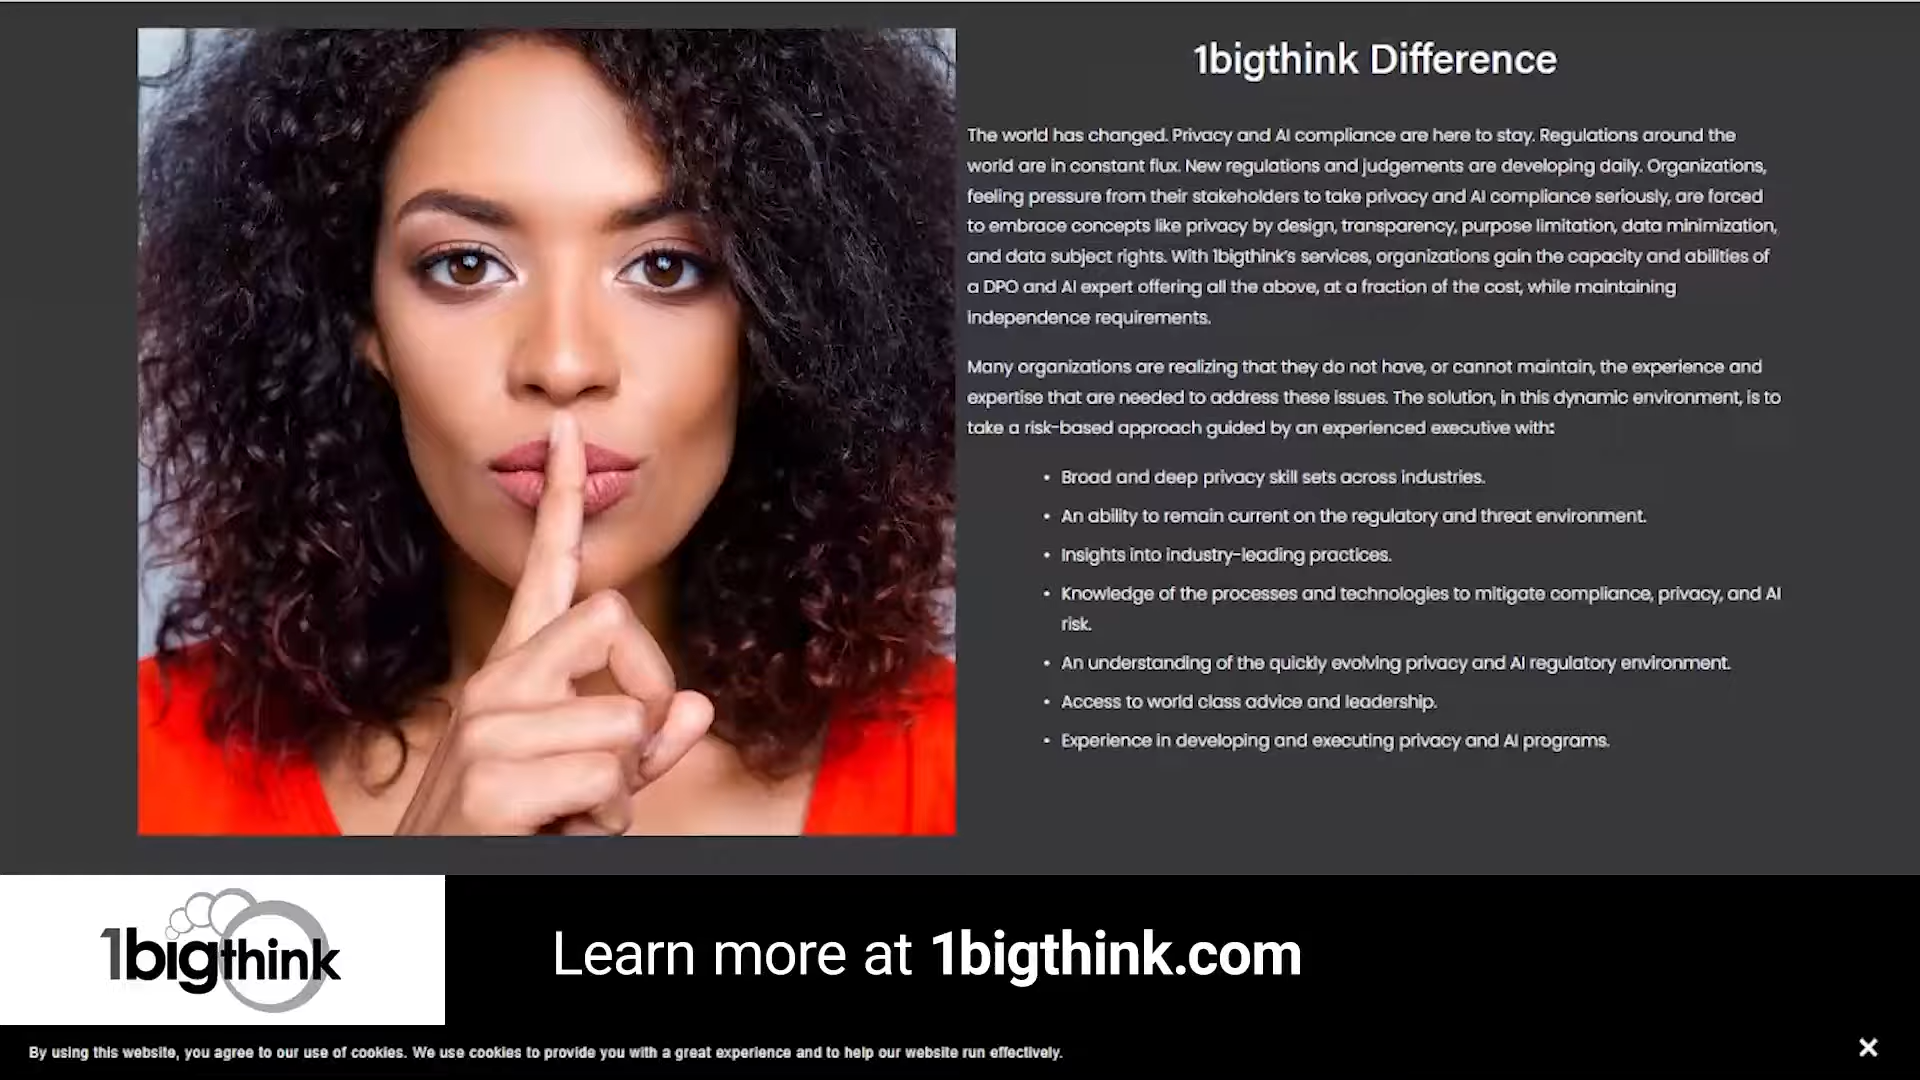 1bigthink Difference
The world has changed. Privacy and AI compliance are here to stay. Regulations around the
world are in constant flux. New regulations and judgements are developing daily. Organizations,
feeling pressure from their stakeholders to take privacy and AI compliance seriously, are forced
to embrace concepts like privacy by design, transparency, purpose limitation, data minimization,
and data subject rights. With 1bigthink's services, organizations gain the capacity and abilities of
a DPO and AI expert offering all the above, at a fraction of the cost, while maintaining
independence requirements.
Many organizations are realizing that they do not have, or cannot maintain, the experience and
expertise that are needed to address these issues. The solution, in this dynamic environment, is to
take a risk-based approach guided by an experienced executive with:
• Broad and deep privacy skill sets across industries.
• An ability to remain current on the regulatory and threat environment.
• Insights into industry-leading practices.
• Knowledge of the processes and technologies to mitigate compliance, privacy, and AI
risk.
• An understanding of the quickly evolving privacy and AI regulatory environment.
• Access to world class advice and leadership.
• Experience in developing and executing privacy and AI programs.
1bigthink
Learn more at 1bigthink.com
By using this website, you agree to our use of cookies. We use cookies to provide you with a great experience and to help our website run effectively.